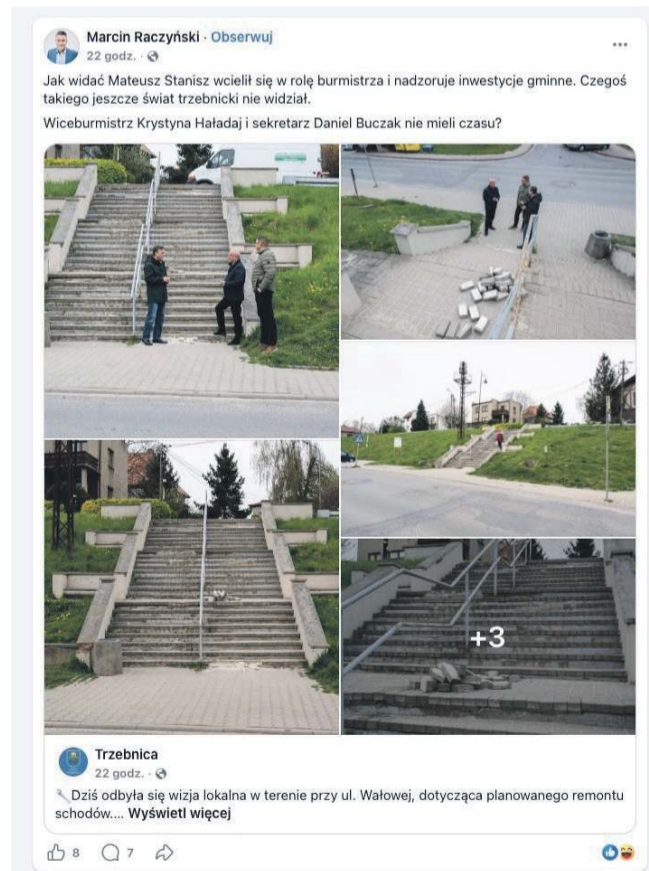 Marcin Raczyński · Obserwuj
22 godz. ·
Jak widać Mateusz Stanisz wcielił się w rolę burmistrza i nadzoruje inwestycje gminne. Czegoś
takiego jeszcze świat trzebnicki nie widział.
Wiceburmistrz Krystyna Haładaj i sekretarz Daniel Buczak nie mieli czasu?
+3
Trzebnica
22 godz. ·
🔧Dziś odbyła się wizja lokalna w terenie przy ul. Wałowej, dotycząca planowanego remontu
schodów.... Wyświetl więcej
8 7